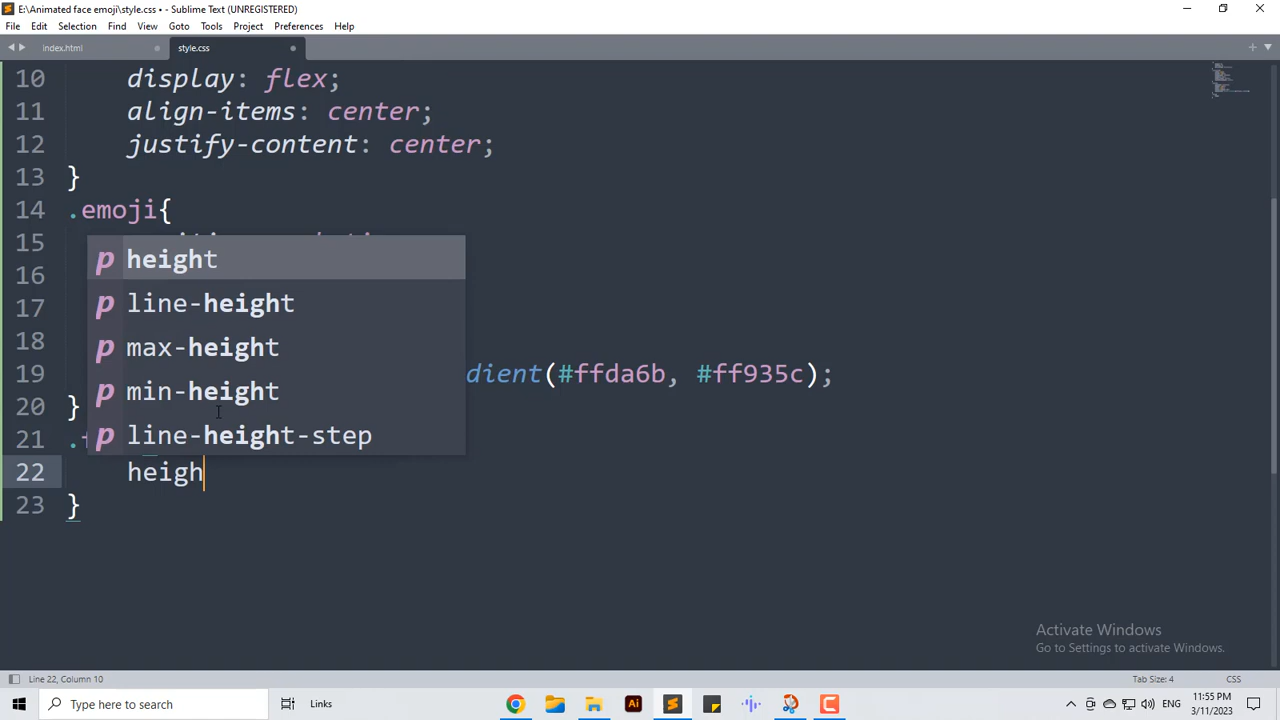 E:\Animated face emoji\style.css • - Sublime Text (UNREGISTERED)
File Edit Selection Find View Goto Tools Project Preferences Help
index.html style.css
10 display: flex;
11 align-items: center;
12 justify-content: center;
13 }
14 .emoji{
15
16 p height
17 p line-height
18 p max-height
19 p min-height dient(#ffda6b, #ff935c);
20 }
21 p line-height-step
22 heigh
23 }
Activate Windows
Go to Settings to activate Windows.
Line 22, Column 10 Tab Size: 4 CSS
Type here to search Links Ai ENG 11:55 PM
3/11/2023